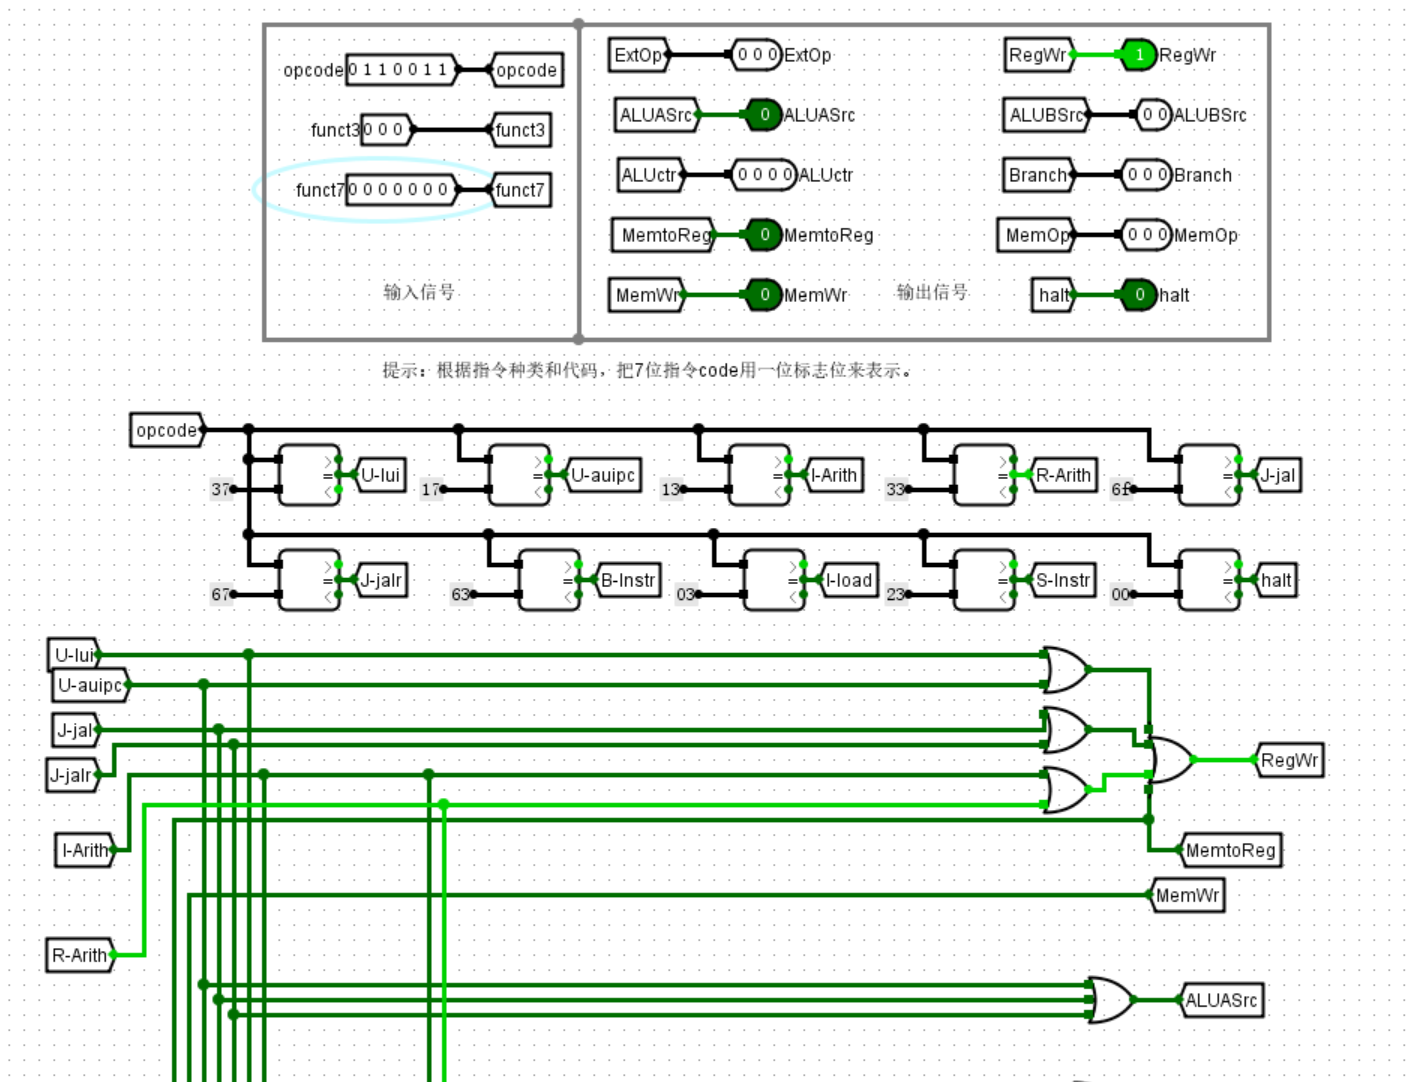 opcode 0 1 1 0 0 1 1 opcode
funct3 0 0 0 funct3
funct7 0 0 0 0 0 0 0 funct7
输入信号
ExtOp 0 0 0 ExtOp
RegWr 1 RegWr
ALUASrc 0 ALUASrc
ALUBSrc 0 0 ALUBSrc
ALUctr 0 0 0 0 ALUctr
Branch 0 0 0 Branch
MemtoReg 0 MemtoReg
MemOp 0 0 0 MemOp
MemWr 0 MemWr
输出信号
halt 0 halt
提示：根据指令种类和代码，把7位指令code用一位标志位来表示。
opcode
37 > = < U-lui
17 > = < U-auipc
13 > = < I-Arith
33 > = < R-Arith
6f > = < J-jal
67 > = < J-jalr
63 > = < B-Instr
03 > = < I-load
23 > = < S-Instr
00 > = < halt
U-lui
U-auipc
J-jal
J-jalr
RegWr
I-Arith
MemtoReg
MemWr
R-Arith
ALUASrc